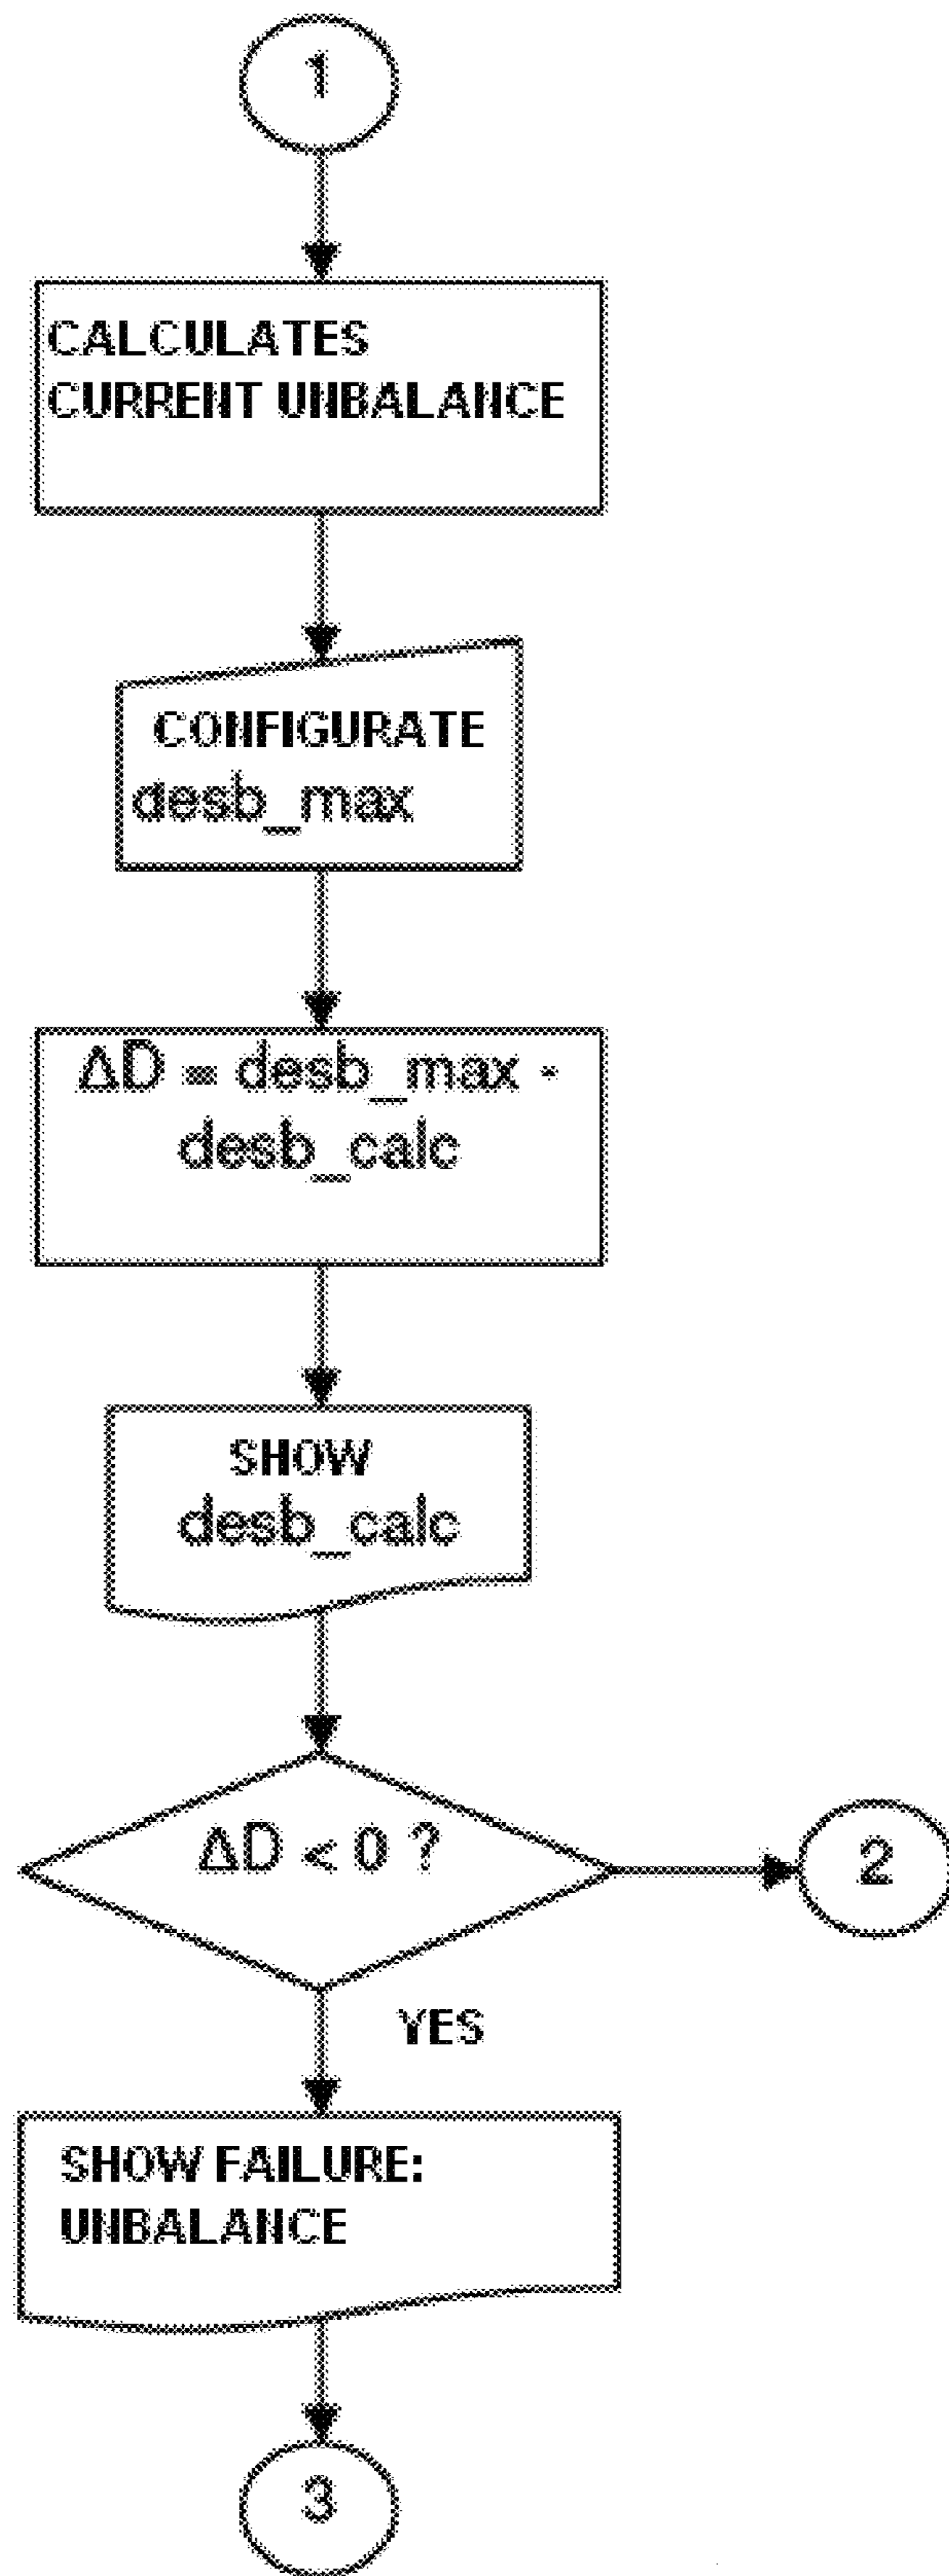 1
CALCULATES
CURRENT UNBALANCE
CONFIGURATE
desb_max
ΔD = desb_max -
desb_calc
SHOW
desb_calc
ΔD < 0 ?
2
YES
SHOW FAILURE:
UNBALANCE
3